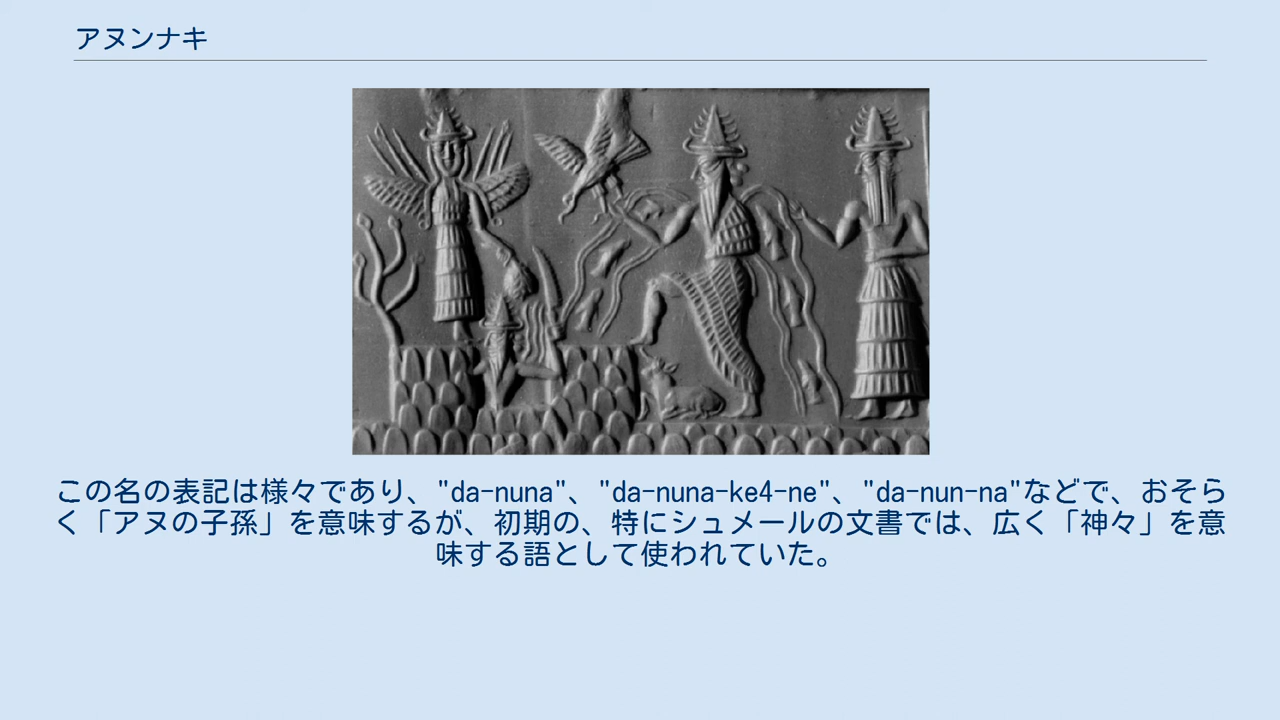 アヌンナキ
この名の表記は様々であり、"da-nuna"、"da-nuna-ke4-ne"、"da-nun-na"などで、おそら
く「アヌの子孫」を意味するが、初期の、特にシュメールの文書では、広く「神々」を意
味する語として使われていた。